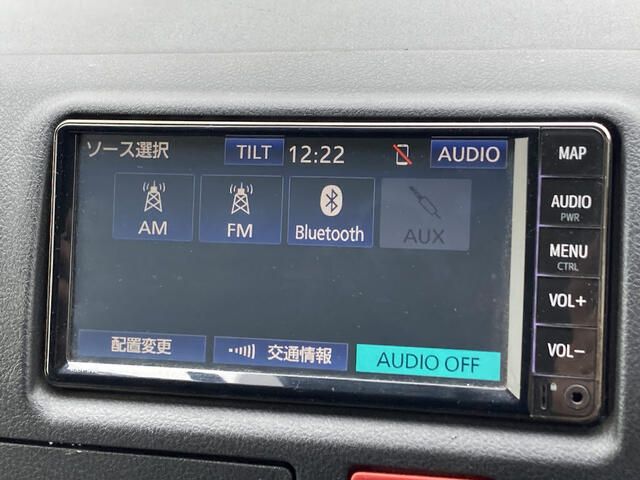 ソース選択 TILT 12:22 AUDIO
AM FM Bluetooth AUX
配置変更 交通情報 AUDIO OFF
MAP
AUDIO
PWR
MENU
CTRL
VOL+
VOL-